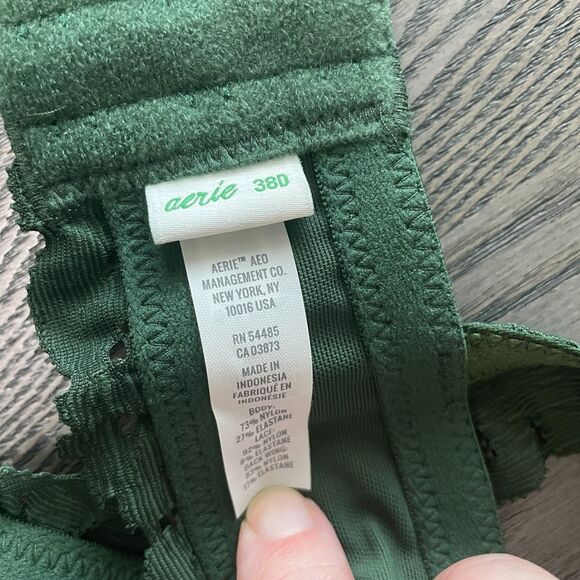 aerie 38D
AERIE™ AEO
MANAGEMENT CO.
NEW YORK, NY
10016 USA
RN 54485
CA 03873
MADE IN
INDONESIA
FABRIQUÉ EN
INDONÉSIE
BODY:
73% NYLON
27% ELASTANE
LACE:
92% NYLON
8% ELASTANE
BACK WING:
83% NYLON
17% ELASTANE